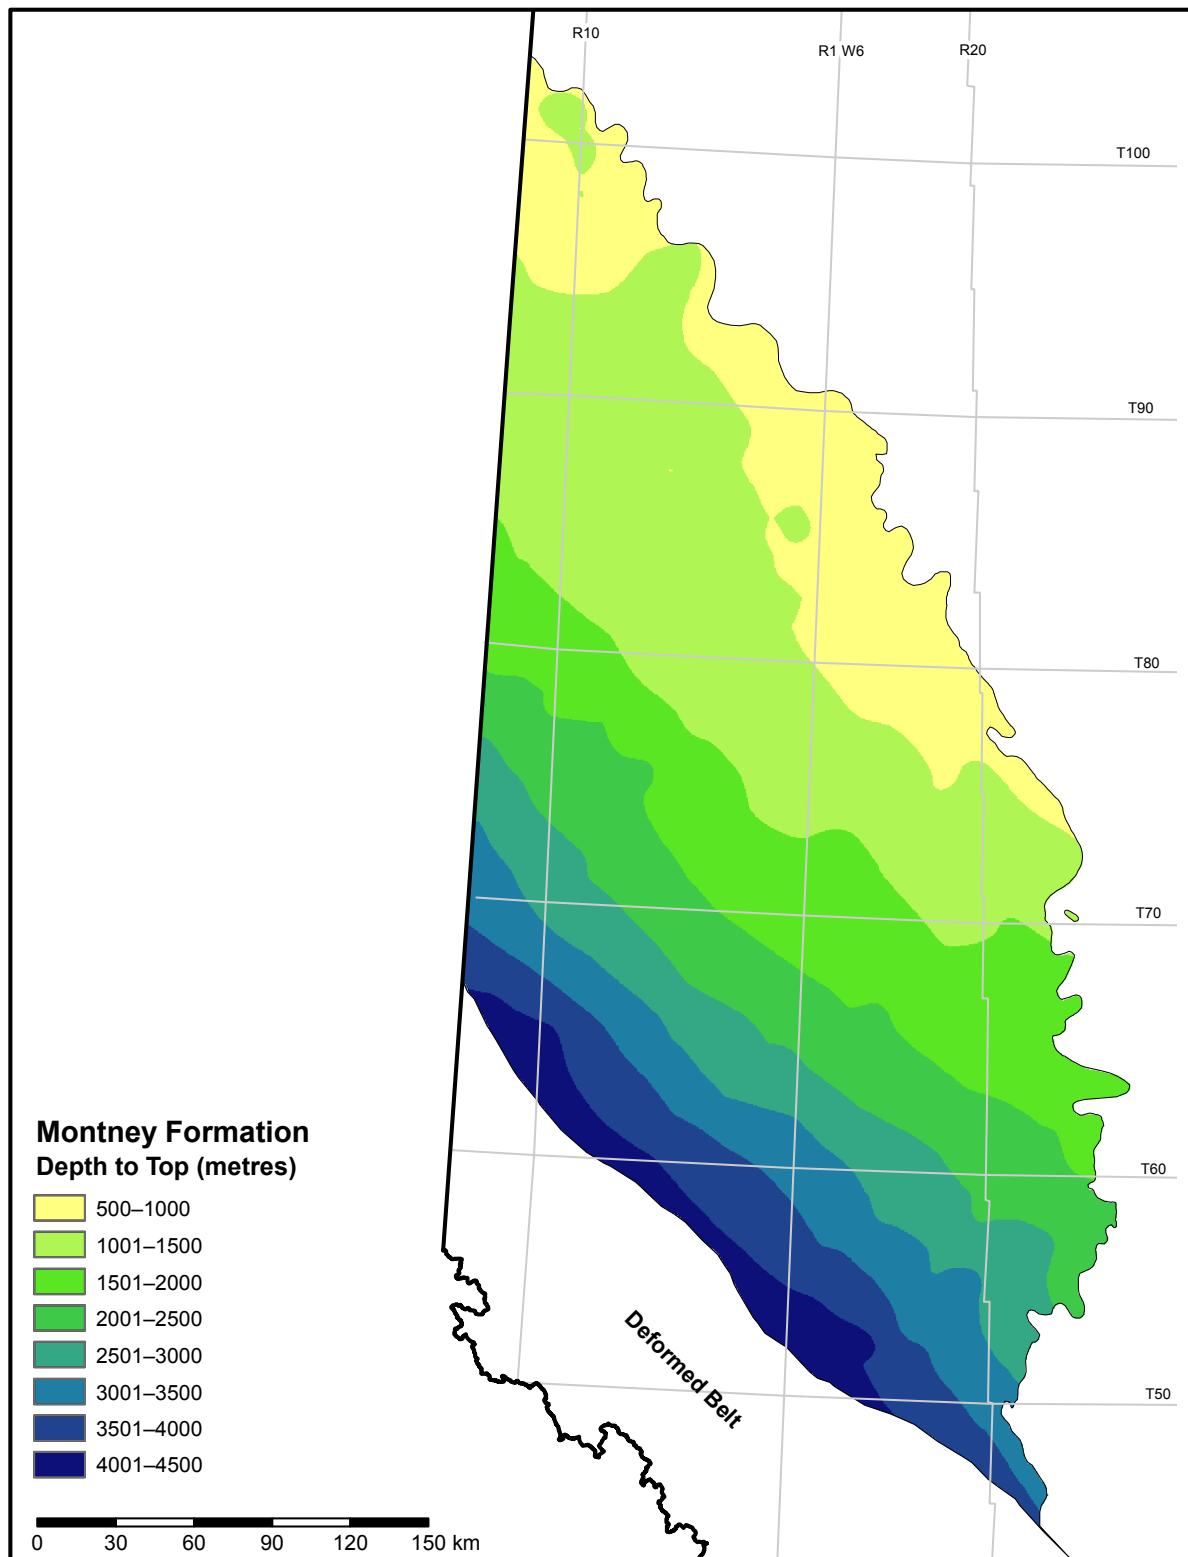 R10
R1 W6
R20
T100
T90
T80
T70
T60
T50
Deformed Belt
Montney Formation
Depth to Top (metres)
500–1000
1001–1500
1501–2000
2001–2500
2501–3000
3001–3500
3501–4000
4001–4500
0 30 60 90 120 150 km